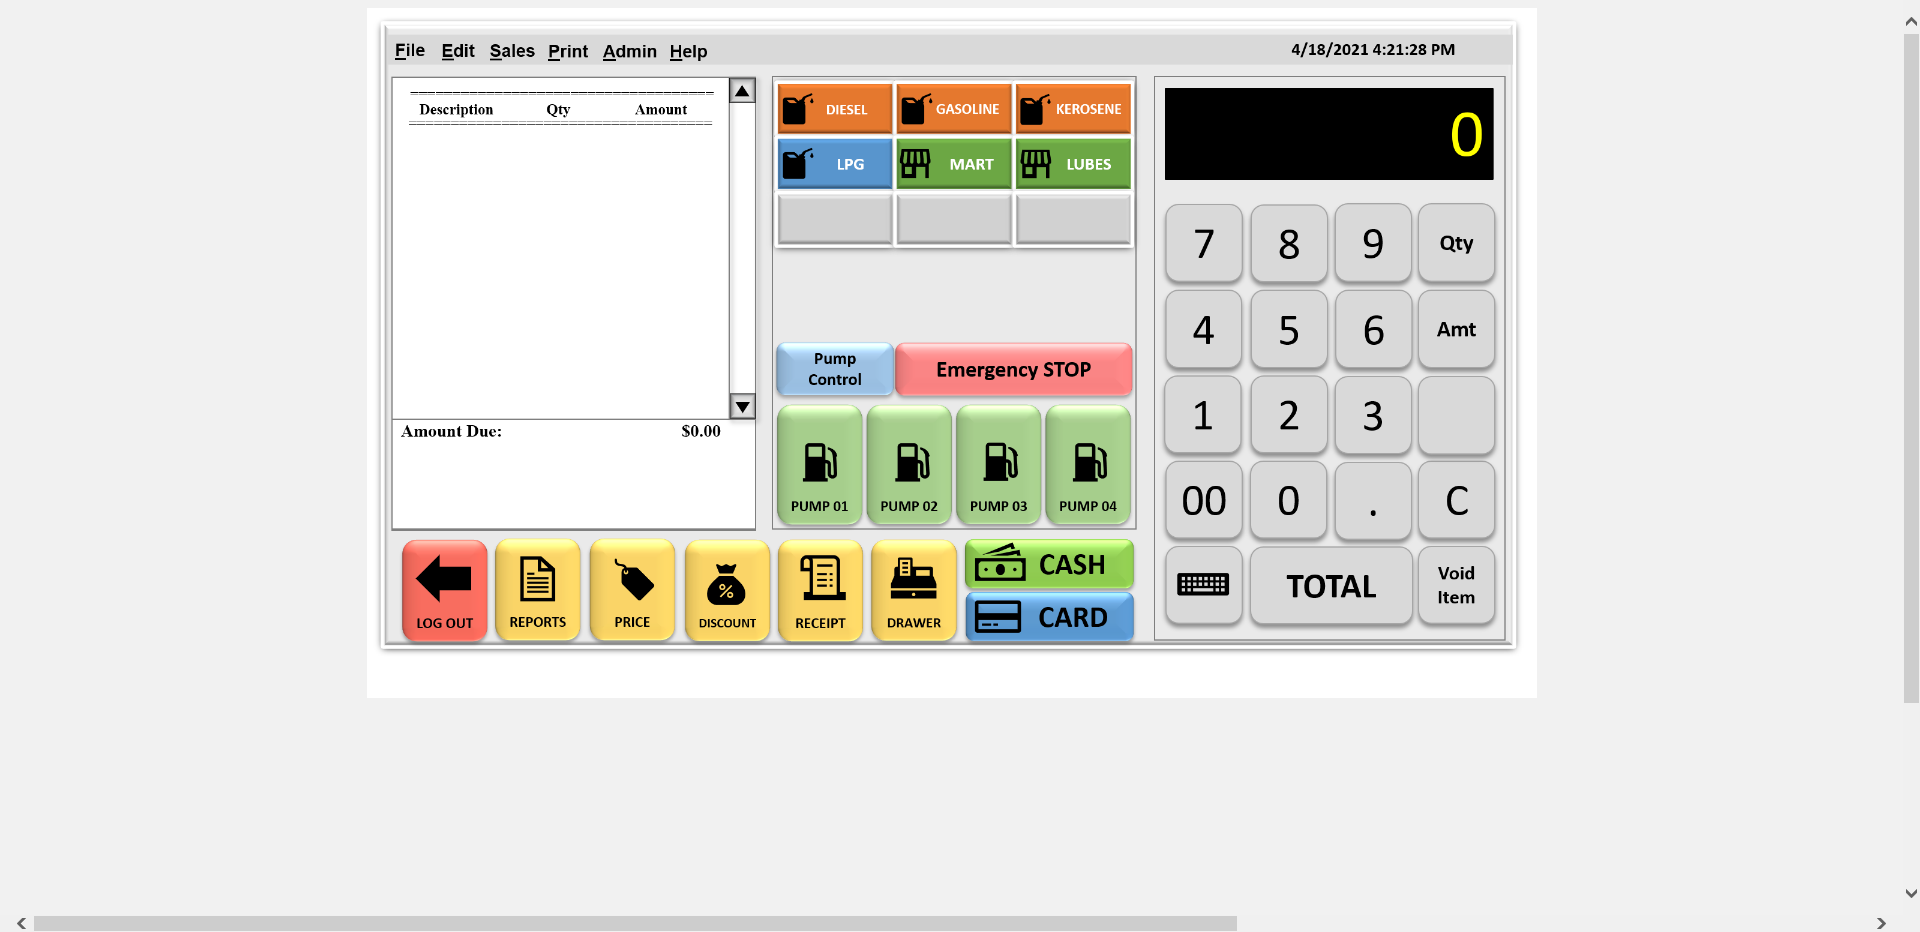 File Edit Sales Print Admin Help
4/18/2021 4:21:28 PM
Description Qty Amount
Amount Due: $0.00
DIESEL GASOLINE KEROSENE
LPG MART LUBES
Pump
Control
Emergency STOP
PUMP 01 PUMP 02 PUMP 03 PUMP 04
LOG OUT REPORTS PRICE DISCOUNT RECEIPT DRAWER
CASH
CARD
0
7 8 9 Qty
4 5 6 Amt
1 2 3
00 0 . C
TOTAL
Void
Item